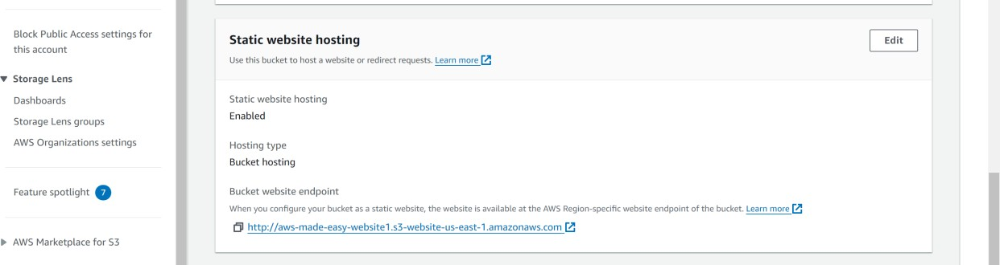 Block Public Access settings for
this account
Storage Lens
Dashboards
Storage Lens groups
AWS Organizations settings
Feature spotlight 7
AWS Marketplace for S3
Static website hosting
Edit
Use this bucket to host a website or redirect requests. Learn more
Static website hosting
Enabled
Hosting type
Bucket hosting
Bucket website endpoint
When you configure your bucket as a static website, the website is available at the AWS Region-specific website endpoint of the bucket. Learn more
http://aws-made-easy-website1.s3-website-us-east-1.amazonaws.com